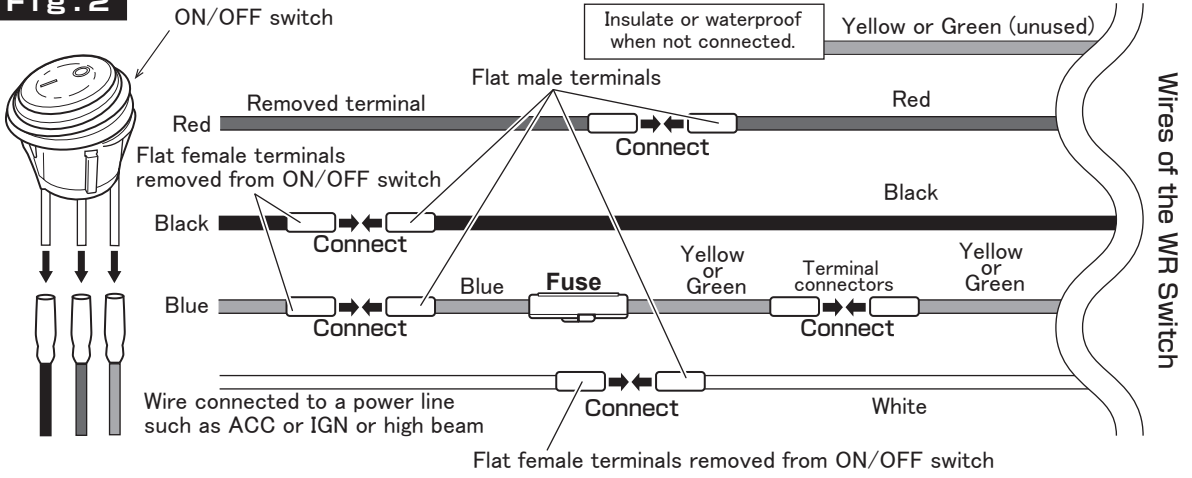 Fig.2
ON/OFF switch
Insulate or waterproof
when not connected.
Yellow or Green (unused)
Flat male terminals
Removed terminal
Red
Red
Connect
Flat female terminals
removed from ON/OFF switch
Black
Black
Connect
Blue
Blue
Fuse
Yellow
or
Green
Terminal
connectors
Yellow
or
Green
Connect
Connect
Wire connected to a power line
such as ACC or IGN or high beam
Connect
White
Flat female terminals removed from ON/OFF switch
Wires of the WR Switch